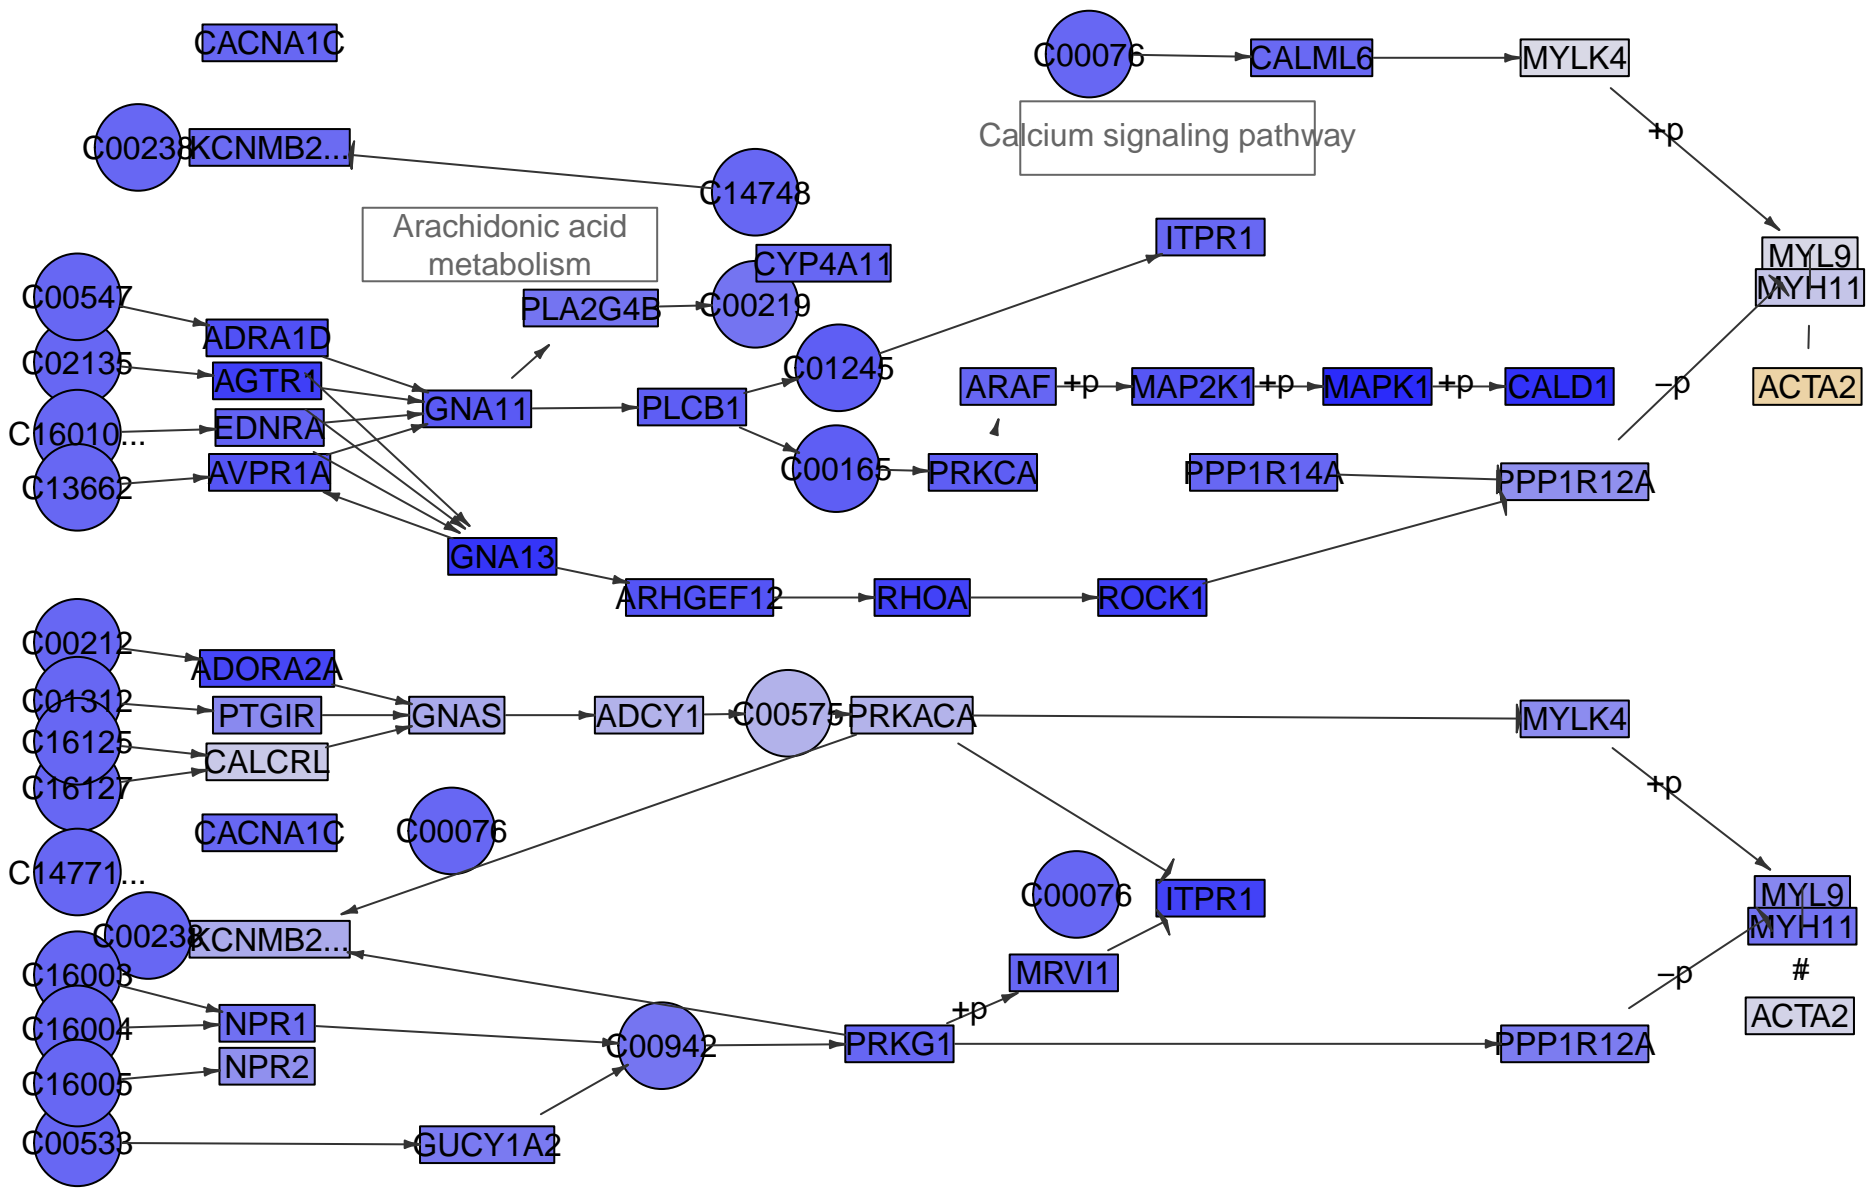 CACNA1C
C00076
CALML6
MYLK4
+p
Calcium signaling pathway
C00238
KCNMB2...
C14748
Arachidonic acid
metabolism
ITPR1
CYP4A11
MYL9
MYH11
C00547
PLA2G4B
C00219
ADRA1D
C02135
AGTR1
C01245
ARAF
+p
MAP2K1
+p
MAPK1
+p
CALD1
–p
ACTA2
GNA11
PLCB1
C16010...
EDNRA
C13662
AVPR1A
C00165
PRKCA
PPP1R14A
PPP1R12A
GNA13
ARHGEF12
RHOA
ROCK1
C00212
ADORA2A
C01312
PTGIR
GNAS
ADCY1
C00575
PRKACA
MYLK4
C16125
CALCRL
C16127
+p
CACNA1C
C00076
C14771...
C00076
ITPR1
MYL9
MYH11
C00238
KCNMB2...
C16003
MRVI1
–p
#
+p
ACTA2
C16004
NPR1
C00942
PRKG1
PPP1R12A
NPR2
C16005
C00533
GUCY1A2